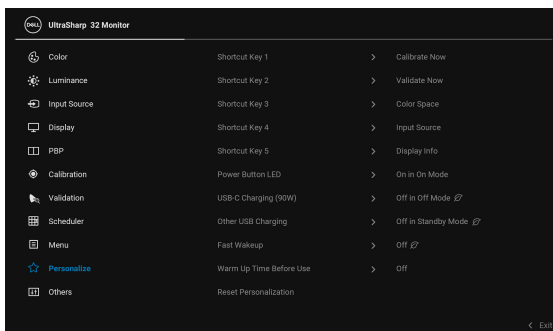 DELL UltraSharp 32 Monitor
Color Shortcut Key 1 Calibrate Now
Luminance Shortcut Key 2 Validate Now
Input Source Shortcut Key 3 Color Space
Display Shortcut Key 4 Input Source
PBP Shortcut Key 5 Display Info
Calibration Power Button LED On in On Mode
Validation USB-C Charging (90W) Off in Off Mode
Scheduler Other USB Charging Off in Standby Mode
Menu Fast Wakeup Off
Personalize Warm Up Time Before Use Off
Others Reset Personalization
Exit